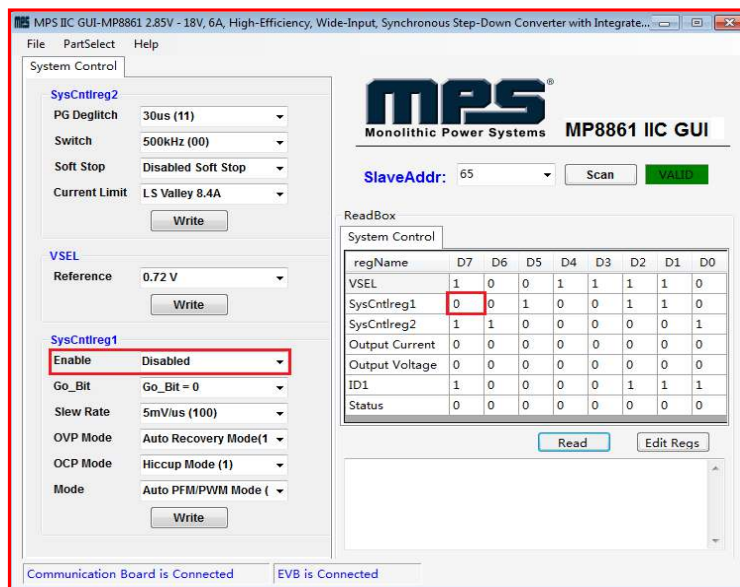 MPS IIC GUI-MP8861 2.85V - 18V, 6A, High-Efficiency, Wide-Input, Synchronous Step-Down Converter with Integrate...
File PartSelect Help
System Control
SysCntlreg2
PG Deglitch 30us (11)
Switch 500kHz (00)
Soft Stop Disabled Soft Stop
Current Limit LS Valley 8.4A
Write
VSEL
Reference 0.72 V
Write
SysCntlreg1
Enable Disabled
Go_Bit Go_Bit = 0
Slew Rate 5mV/us (100)
OVP Mode Auto Recovery Mode(1
OCP Mode Hiccup Mode (1)
Mode Auto PFM/PWM Mode (
Write
mps®
Monolithic Power Systems MP8861 IIC GUI
SlaveAddr: 65 Scan VALID
ReadBox
System Control
regName D7 D6 D5 D4 D3 D2 D1 D0
VSEL 1 0 0 1 1 1 1 0
SysCntlreg1 0 0 1 0 0 1 1 0
SysCntlreg2 1 1 0 0 0 0 0 1
Output Current 0 0 0 0 0 0 0 0
Output Voltage 0 0 0 0 0 0 0 0
ID1 1 0 0 0 0 1 1 1
Status 0 0 0 0 0 0 0 0
Read Edit Regs
Communication Board is Connected EVB is Connected